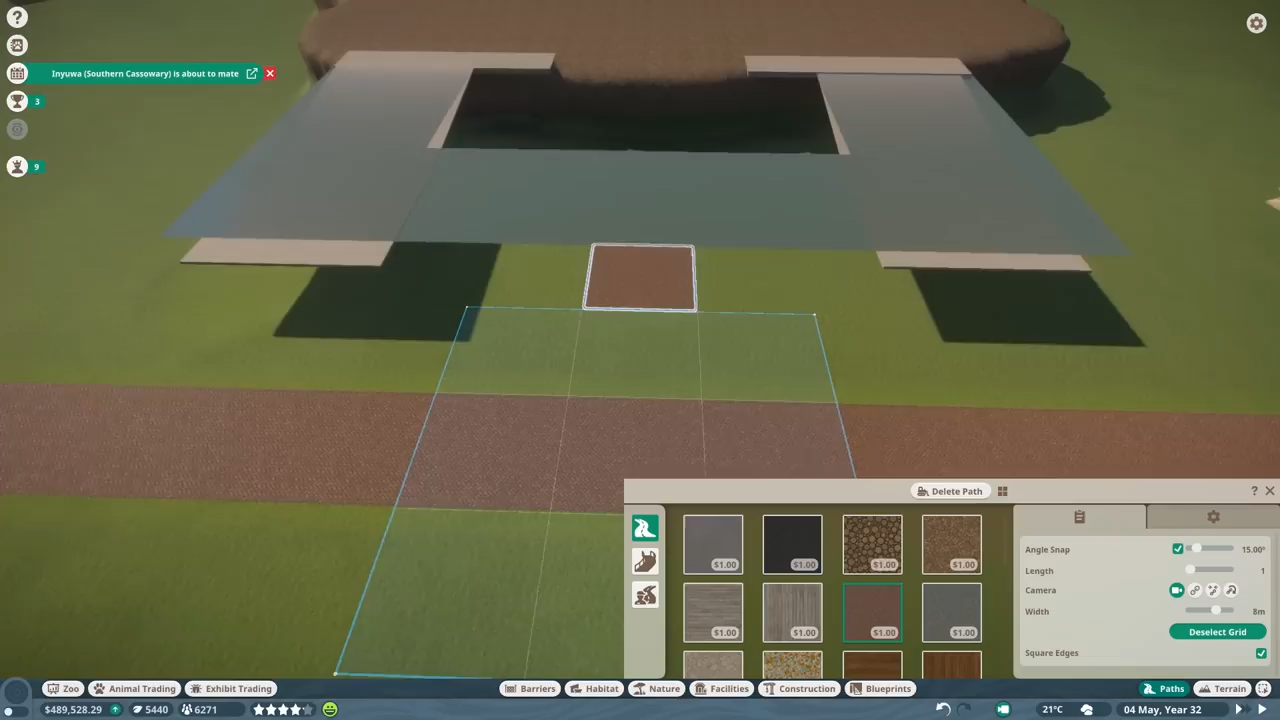 ?
Inyuwa (Southern Cassowary) is about to mate
3
9
Delete Path
?
$1.00
$1.00
$1.00
$1.00
$1.00
$1.00
$1.00
$1.00
Angle Snap
15.00°
Length
1
Camera
Width
8m
Deselect Grid
Square Edges
Zoo
Animal Trading
Exhibit Trading
Barriers
Habitat
Nature
Facilities
Construction
Blueprints
Paths
Terrain
$489,528.29
5440
6271
21°C
04 May, Year 32